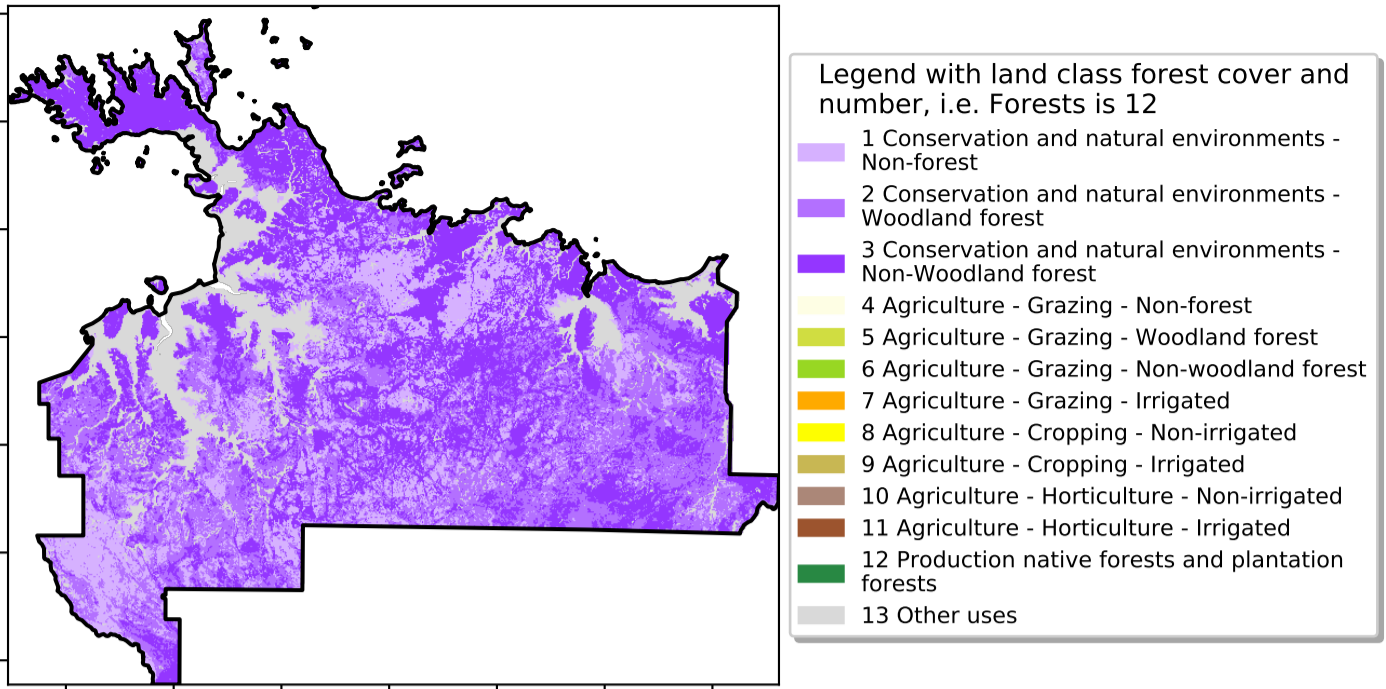 Legend with land class forest cover and
number, i.e. Forests is 12
1 Conservation and natural environments -
Non-forest
2 Conservation and natural environments -
Woodland forest
3 Conservation and natural environments -
Non-Woodland forest
4 Agriculture - Grazing - Non-forest
5 Agriculture - Grazing - Woodland forest
6 Agriculture - Grazing - Non-woodland forest
7 Agriculture - Grazing - Irrigated
8 Agriculture - Cropping - Non-irrigated
9 Agriculture - Cropping - Irrigated
10 Agriculture - Horticulture - Non-irrigated
11 Agriculture - Horticulture - Irrigated
12 Production native forests and plantation
forests
13 Other uses